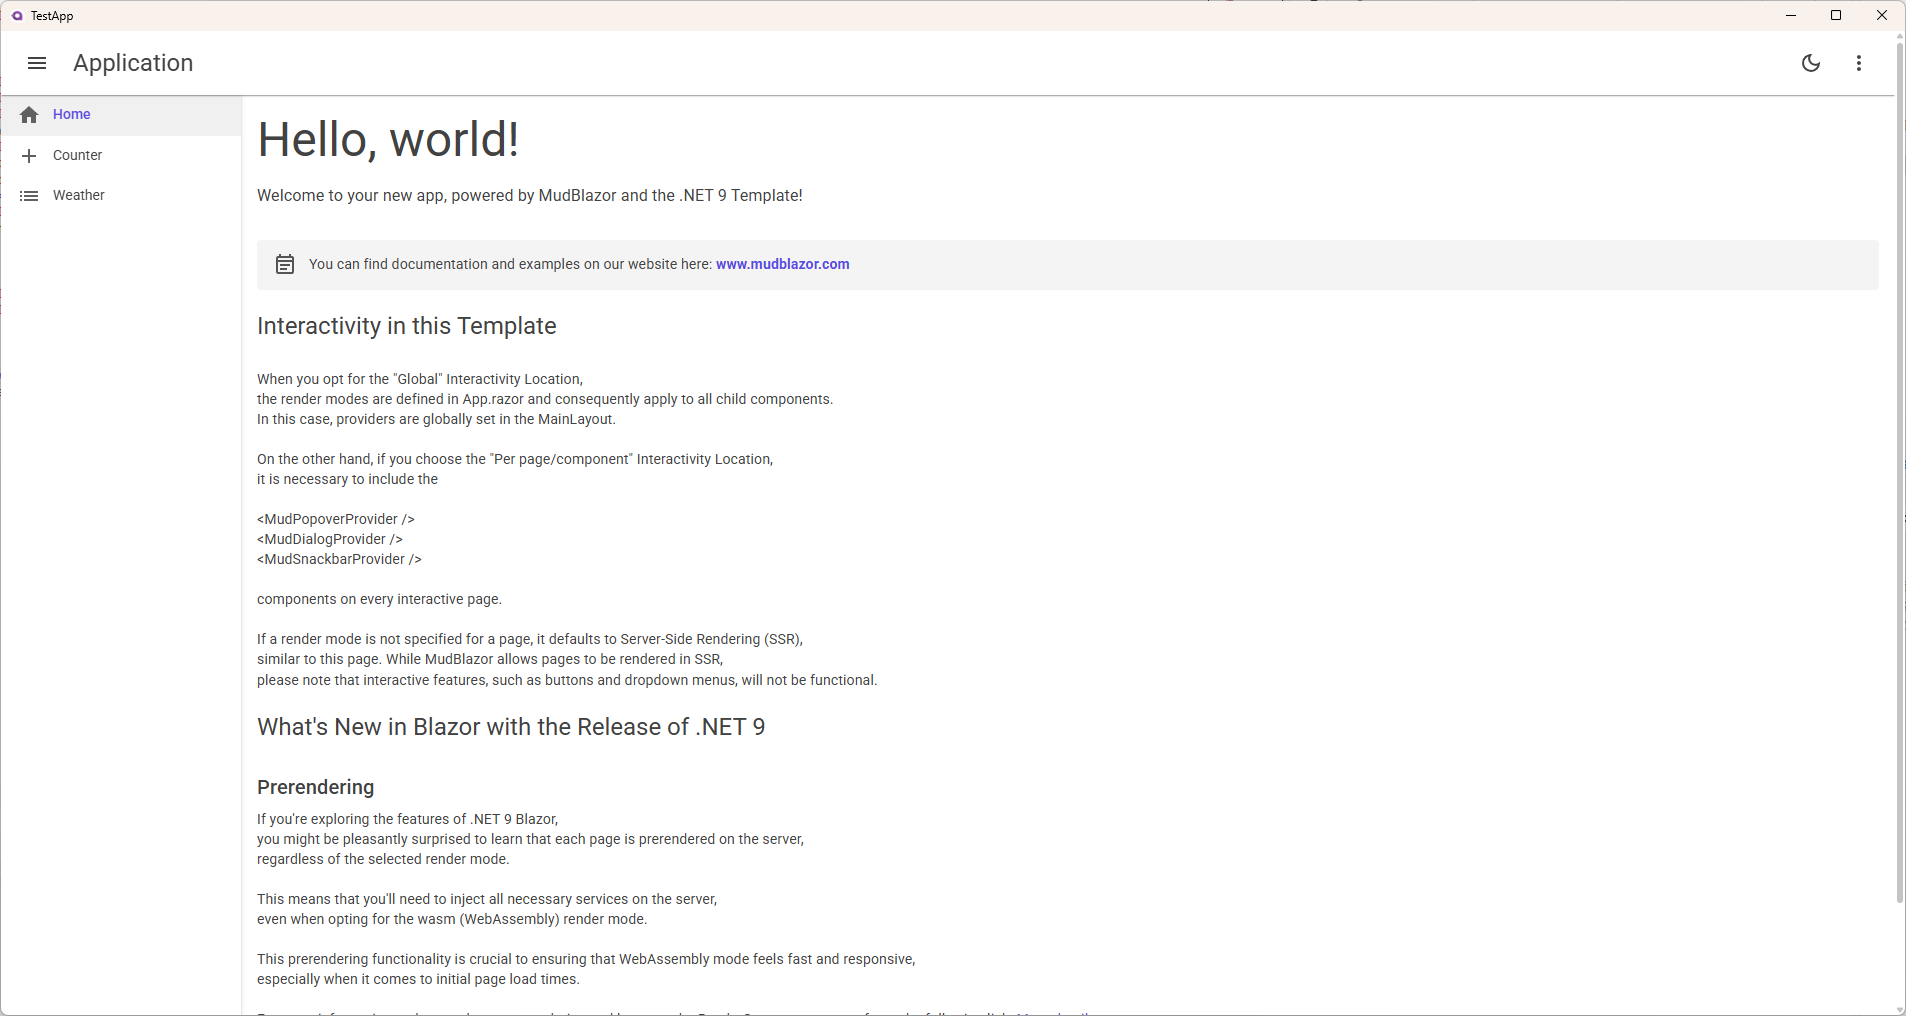 TestApp
Application
Home
Counter
Weather
Hello, world!
Welcome to your new app, powered by MudBlazor and the .NET 9 Template!
You can find documentation and examples on our website here: www.mudblazor.com
Interactivity in this Template
When you opt for the "Global" Interactivity Location,
the render modes are defined in App.razor and consequently apply to all child components.
In this case, providers are globally set in the MainLayout.
On the other hand, if you choose the "Per page/component" Interactivity Location,
it is necessary to include the
<MudPopoverProvider />
<MudDialogProvider />
<MudSnackbarProvider />
components on every interactive page.
If a render mode is not specified for a page, it defaults to Server-Side Rendering (SSR),
similar to this page. While MudBlazor allows pages to be rendered in SSR,
please note that interactive features, such as buttons and dropdown menus, will not be functional.
What's New in Blazor with the Release of .NET 9
Prerendering
If you're exploring the features of .NET 9 Blazor,
you might be pleasantly surprised to learn that each page is prerendered on the server,
regardless of the selected render mode.
This means that you'll need to inject all necessary services on the server,
even when opting for the wasm (WebAssembly) render mode.
This prerendering functionality is crucial to ensuring that WebAssembly mode feels fast and responsive,
especially when it comes to initial page load times.